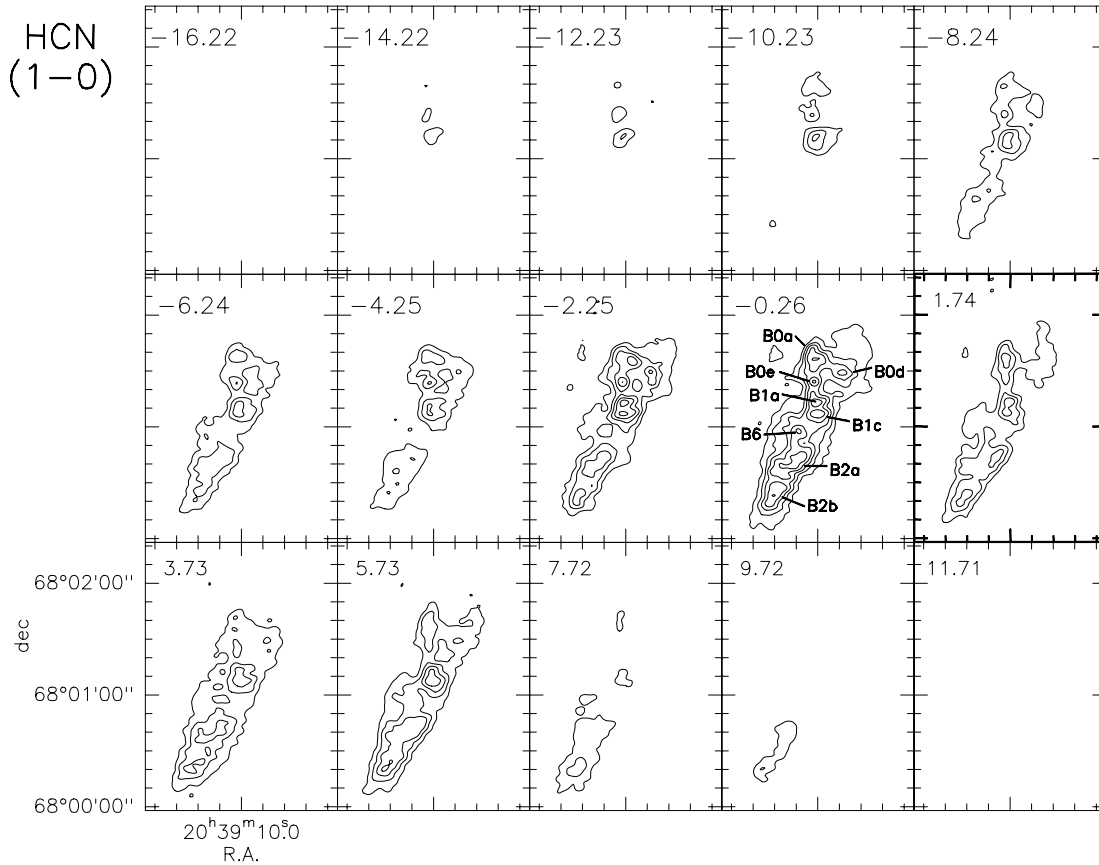 HCN
(1−0)
−16.22
−14.22
−12.23
−10.23
−8.24
−6.24
−4.25
−2.25
−0.26
1.74
B0a
B0e
B0d
B1a
B1c
B6
B2a
B2b
3.73
5.73
7.72
9.72
11.71
68°02'00"
dec
68°01'00"
68°00'00"
20h39m10s.0
R.A.